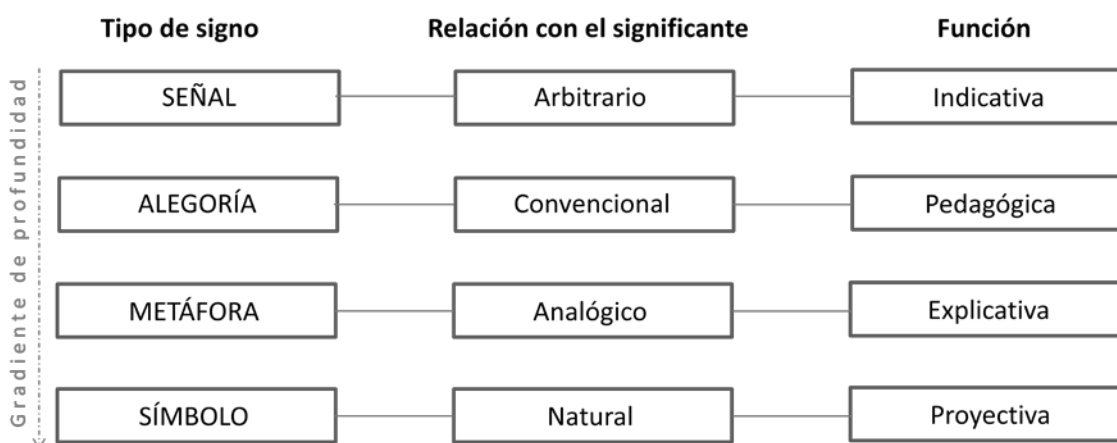 Tipo de signo Relación con el significante Función
SEÑAL Arbitrario Indicativa
ALEGORÍA Convencional Pedagógica
METÁFORA Analógico Explicativa
SÍMBOLO Natural Proyectiva
Gradiente de profundidad